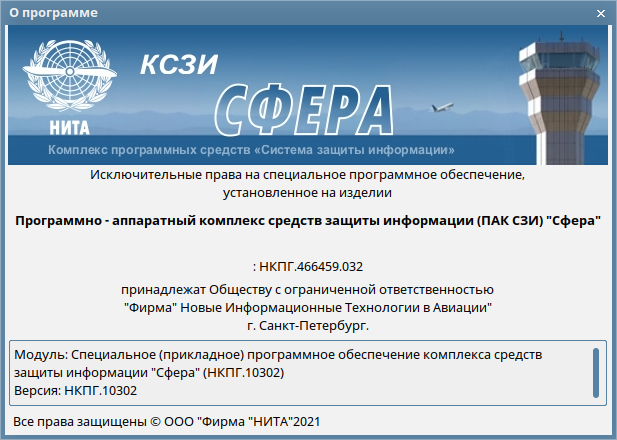 О программе
КСЗИ
СФЕРА
НИТА
Комплекс программных средств «Система защиты информации»
Исключительные права на специальное программное обеспечение,
установленное на изделии
Программно - аппаратный комплекс средств защиты информации (ПАК СЗИ) "Сфера"
: НКПГ.466459.032
принадлежат Обществу с ограниченной ответственностью
"Фирма" Новые Информационные Технологии в Авиации"
г. Санкт-Петербург.
Модуль: Специальное (прикладное) программное обеспечение комплекса средств
защиты информации "Сфера" (НКПГ.10302)
Версия: НКПГ.10302
Все права защищены © ООО "Фирма "НИТА"2021